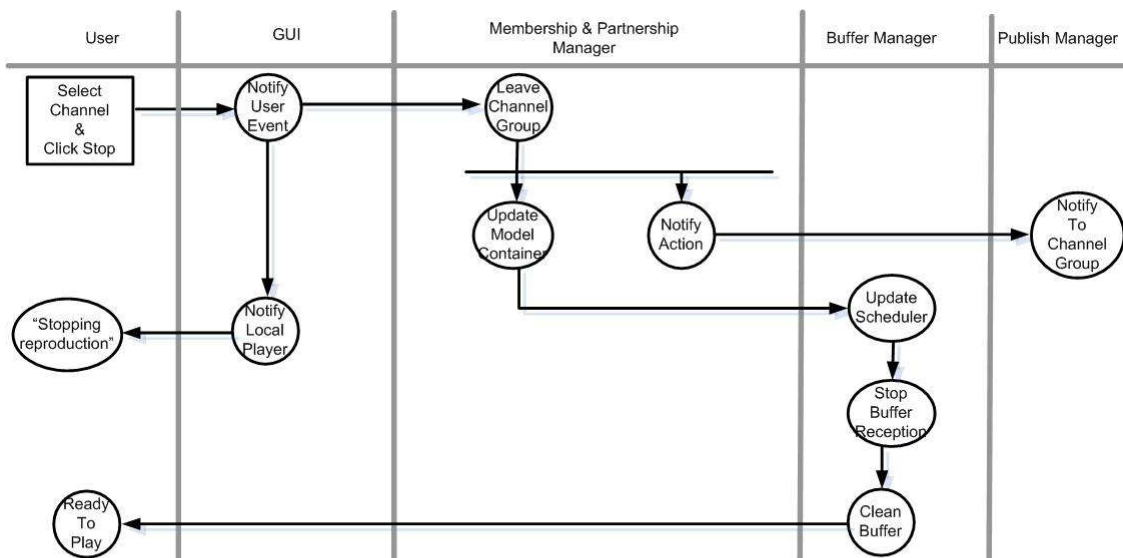 User
GUI
Membership & Partnership
Manager
Buffer Manager
Publish Manager
Select
Channel
&
Click Stop
Notify
User
Event
Leave
Channel
Group
Update
Model
Container
Notify
Action
Notify
To
Channel
Group
"Stopping
reproduction"
Notify
Local
Player
Update
Scheduler
Stop
Buffer
Reception
Ready
To
Play
Clean
Buffer